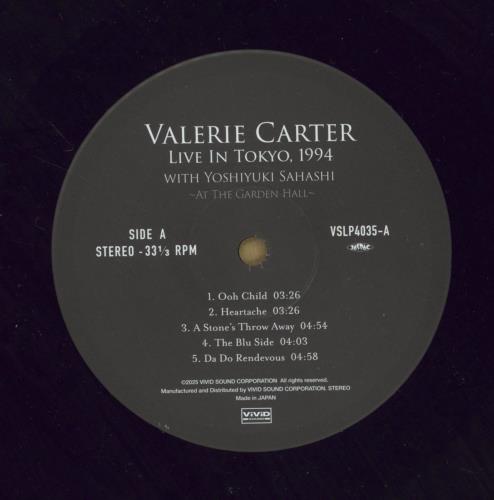 VALERIE CARTER
LIVE IN TOKYO, 1994
WITH YOSHIYUKI SAHASHI
~AT THE GARDEN HALL~
SIDE A
STEREO - 33⅓ RPM
VSLP4035-A
1. Ooh Child 03:26
2. Heartache 03:26
3. A Stone's Throw Away 04:54
4. The Blu Side 04:03
5. Da Do Rendevous 04:58
©2025 VIVID SOUND CORPORATION All rights reserved.
Manufactured and Distributed by VIVID SOUND CORPORATION. STEREO
Made in JAPAN
ViViD